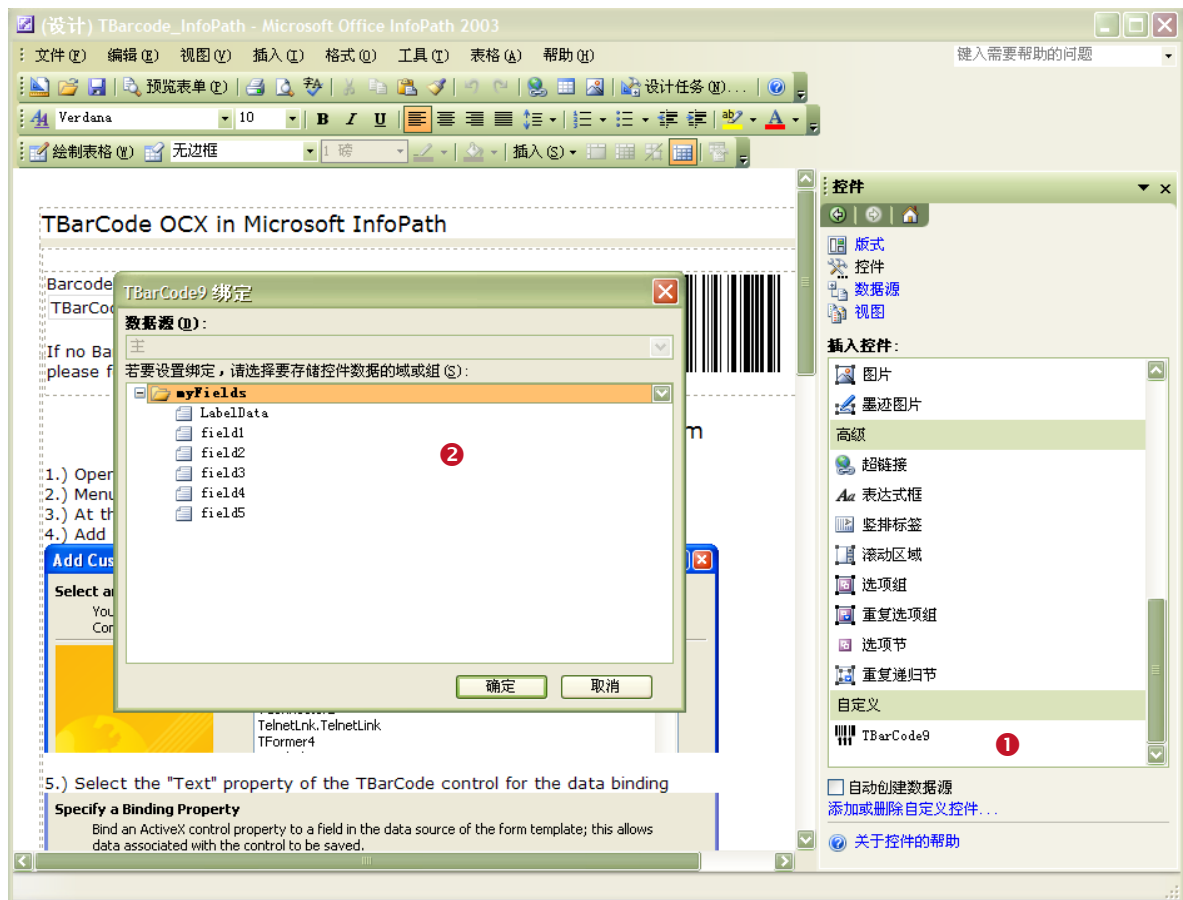 (设计) TBarcode_InfoPath - Microsoft Office InfoPath 2003
文件(F) 编辑(E) 视图(V) 插入(I) 格式(O) 工具(T) 表格(A) 帮助(H) 键入需要帮助的问题
预览表单(P) 设计任务(N)...
Verdana 10 B I U
绘制表格(W) 无边框 1 磅 插入(S)
控件
TBarCode OCX in Microsoft InfoPath
版式
控件
数据源
视图
Barcode
TBarCo
If no Ba
please f
TBarCode9 绑定
数据源(D):
主
若要设置绑定，请选择要存储控件数据的域或组(S):
myFields
LabelData
field1
field2
field3
field4
field5
❷
确定 取消
m
1.) Oper
2.) Menu
3.) At th
4.) Add
Add Cus
Select a
You
Con
TelnetLnk.TelnetLink
TFormer4
5.) Select the "Text" property of the TBarCode control for the data binding
Specify a Binding Property
Bind an ActiveX control property to a field in the data source of the form template; this allows
data associated with the control to be saved.
插入控件:
图片
墨迹图片
高级
超链接
Aa 表达式框
竖排标签
滚动区域
选项组
重复选项组
选项节
重复递归节
自定义
TBarCode9
❶
自动创建数据源
添加或删除自定义控件...
关于控件的帮助